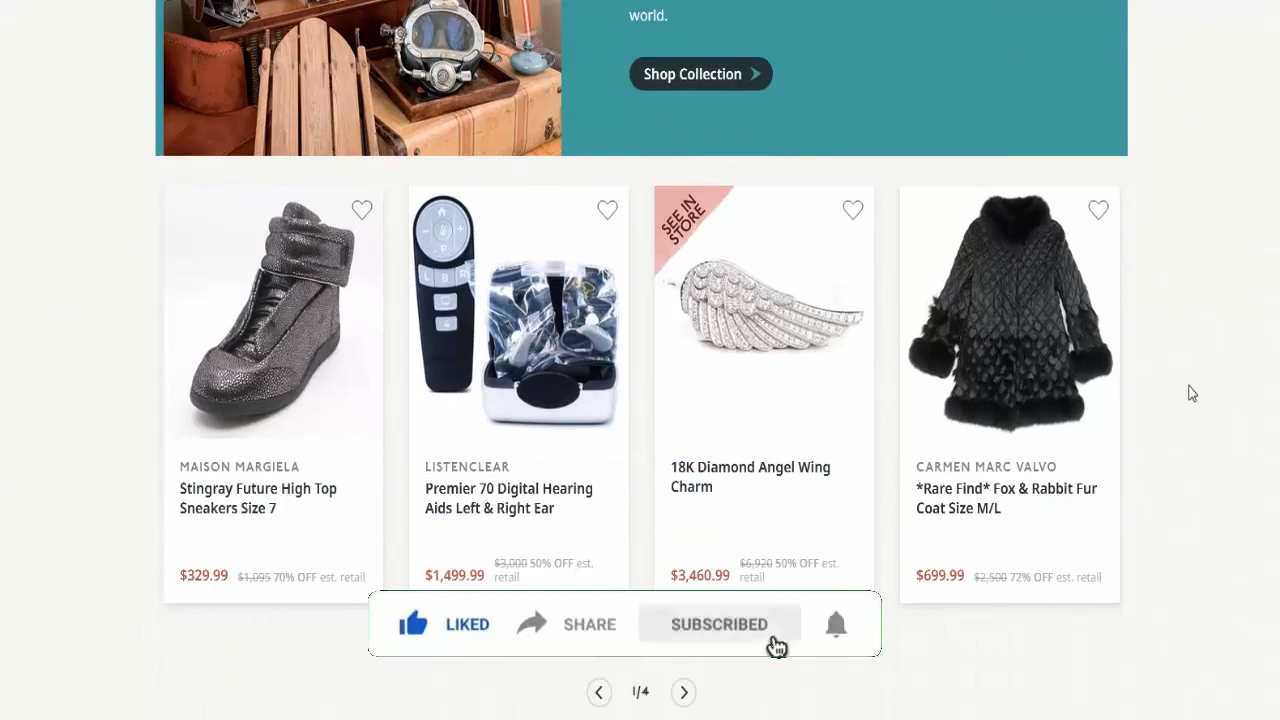 world.
Shop Collection
SEE IN
STORE
L
R
MAISON MARGIELA
Stingray Future High Top
Sneakers Size 7
$329.99 $1,095 70% OFF est. retail
LISTENCLEAR
Premier 70 Digital Hearing
Aids Left & Right Ear
$1,499.99 $3,000 50% OFF est.
retail
18K Diamond Angel Wing
Charm
$3,460.99 $6,920 50% OFF est.
retail
CARMEN MARC VALVO
*Rare Find* Fox & Rabbit Fur
Coat Size M/L
$699.99 $2,500 72% OFF est. retail
LIKED
SHARE
SUBSCRIBED
1/4